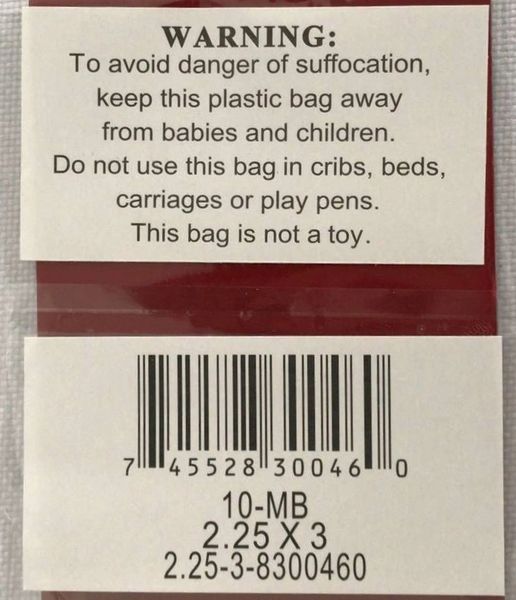 WARNING:
To avoid danger of suffocation,
keep this plastic bag away
from babies and children.
Do not use this bag in cribs, beds,
carriages or play pens.
This bag is not a toy.
7 45528 30046 0
10-MB
2.25 X 3
2.25-3-8300460